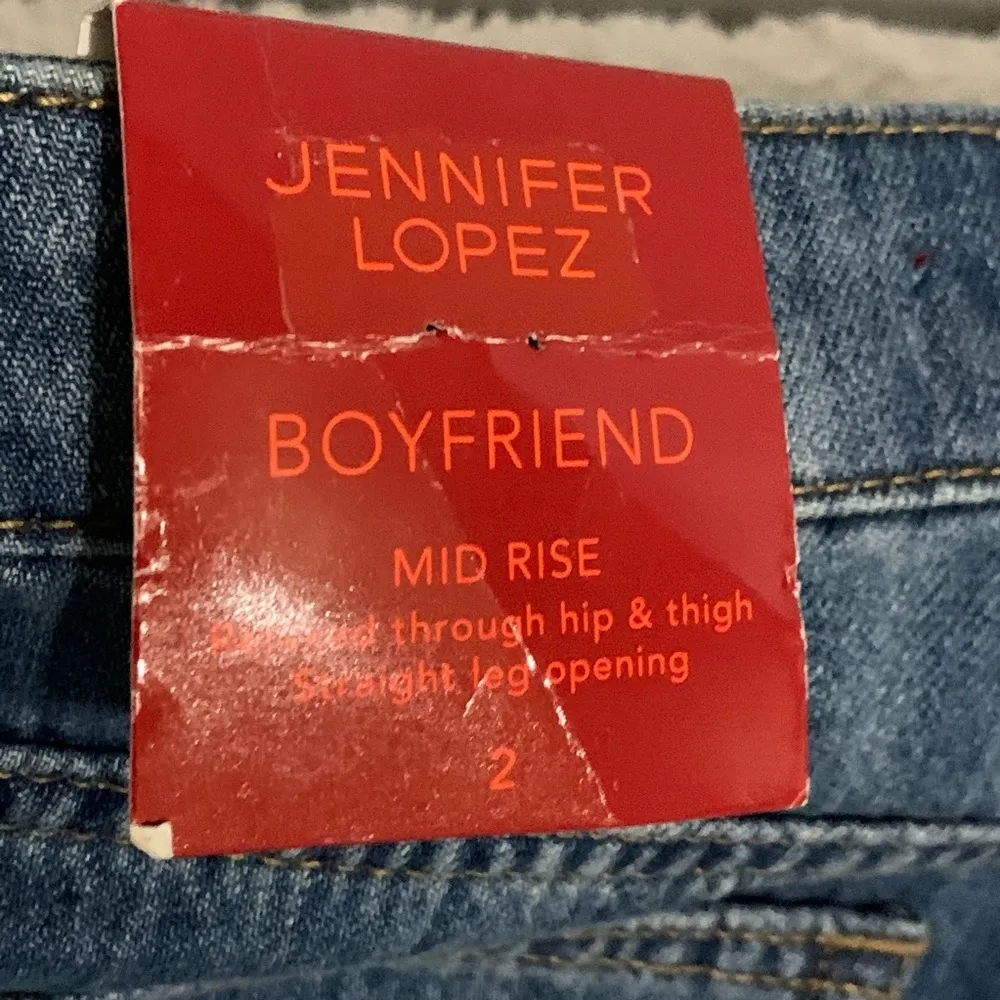 JENNIFER
LOPEZ
BOYFRIEND
MID RISE
through hip & thigh
Straight leg opening
2